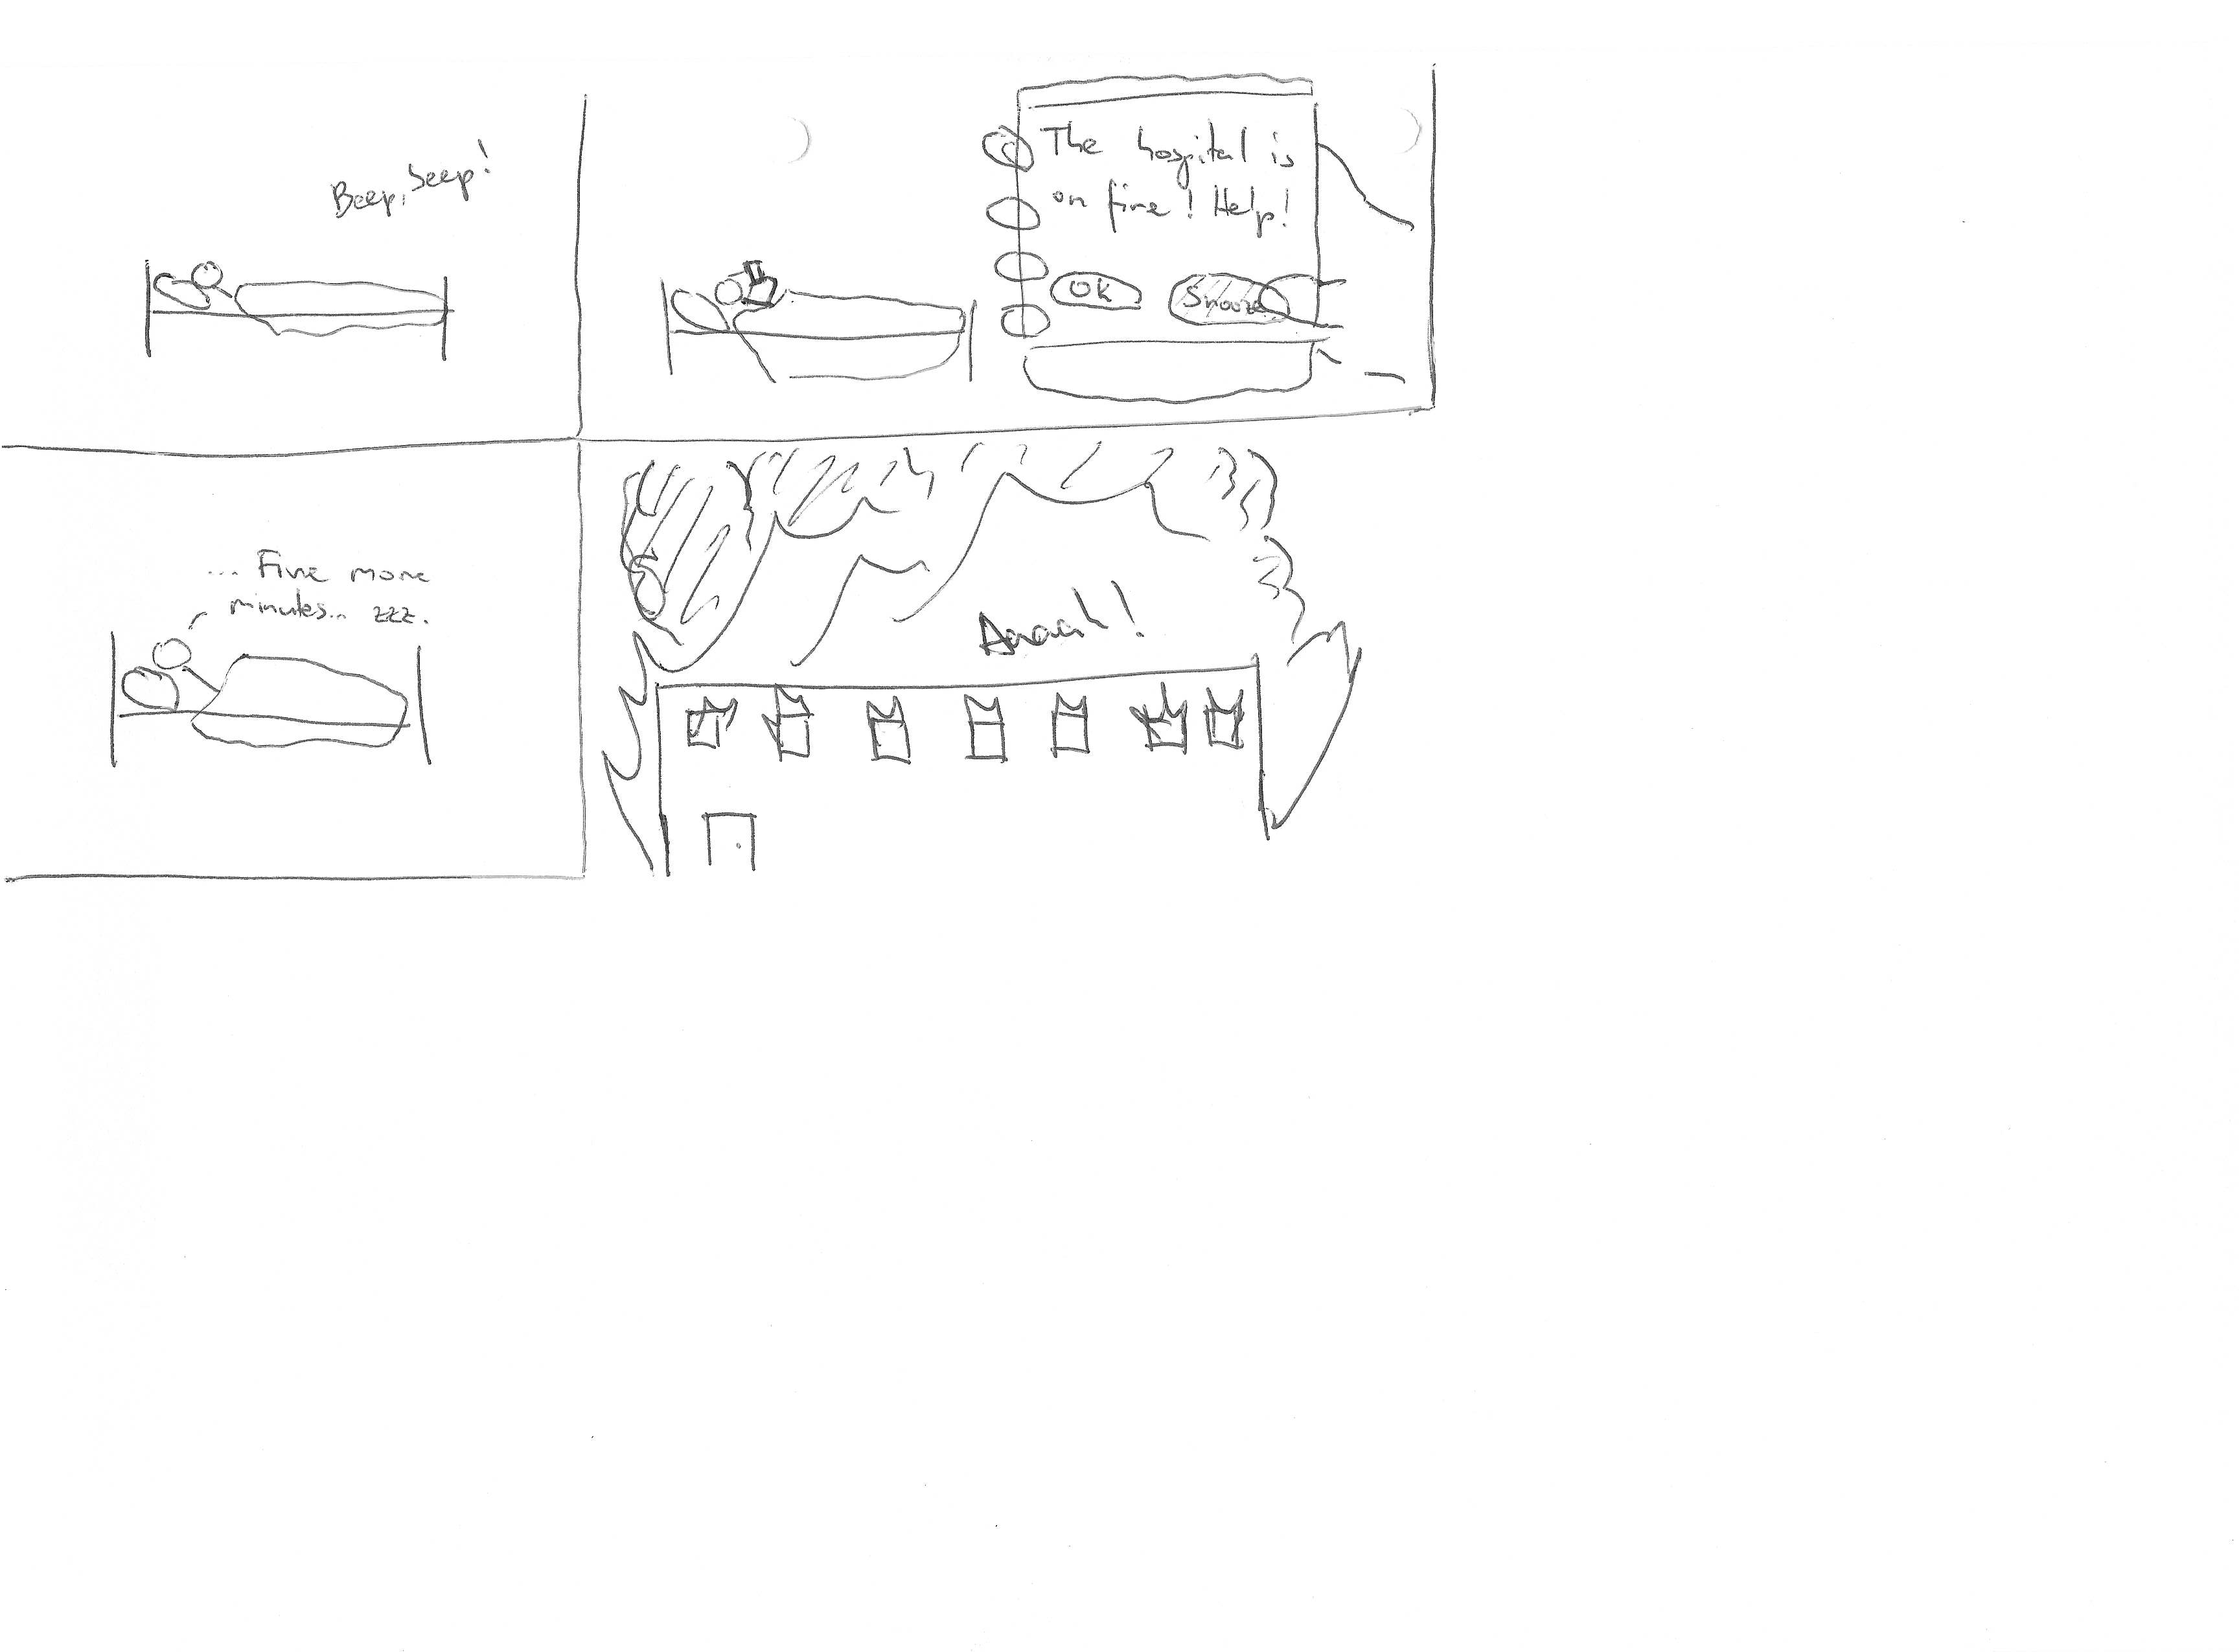 Beep, beep!
The hospital is
on fire! Help!
OK
Snooze
... Five more
minutes... zzz.
Aaaah!